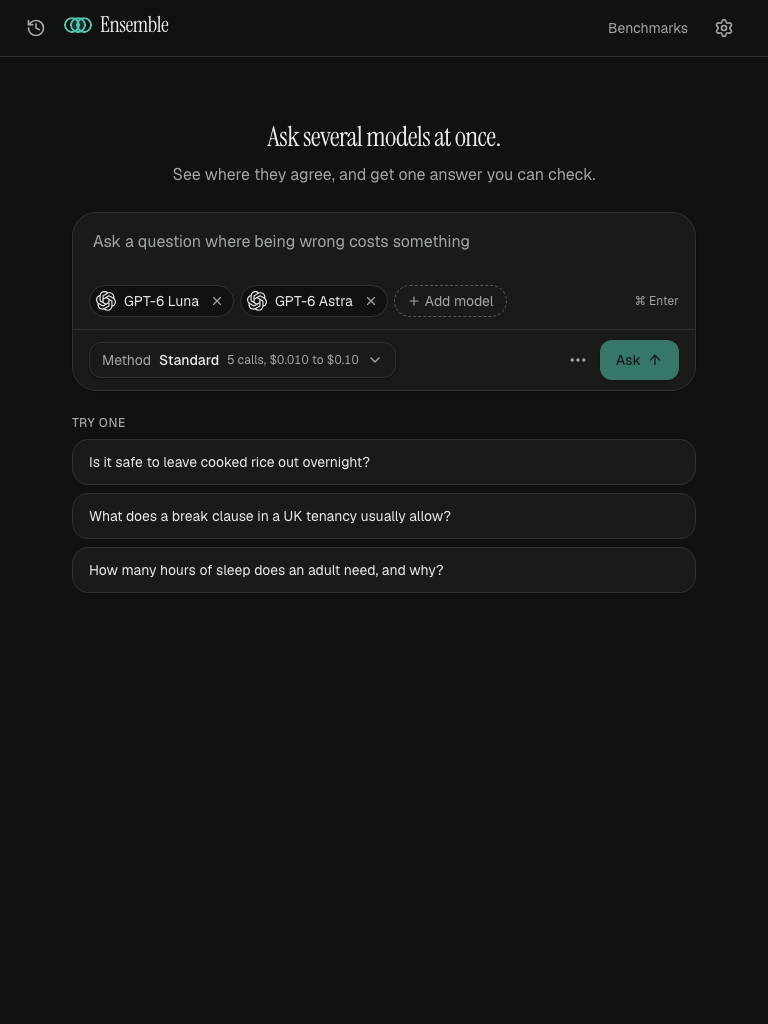 Ensemble
Benchmarks
Ask several models at once.
See where they agree, and get one answer you can check.
Ask a question where being wrong costs something
GPT-6 Luna
GPT-6 Astra
+ Add model
⌘ Enter
Method Standard 5 calls, $0.010 to $0.10
Ask ↑
TRY ONE
Is it safe to leave cooked rice out overnight?
What does a break clause in a UK tenancy usually allow?
How many hours of sleep does an adult need, and why?